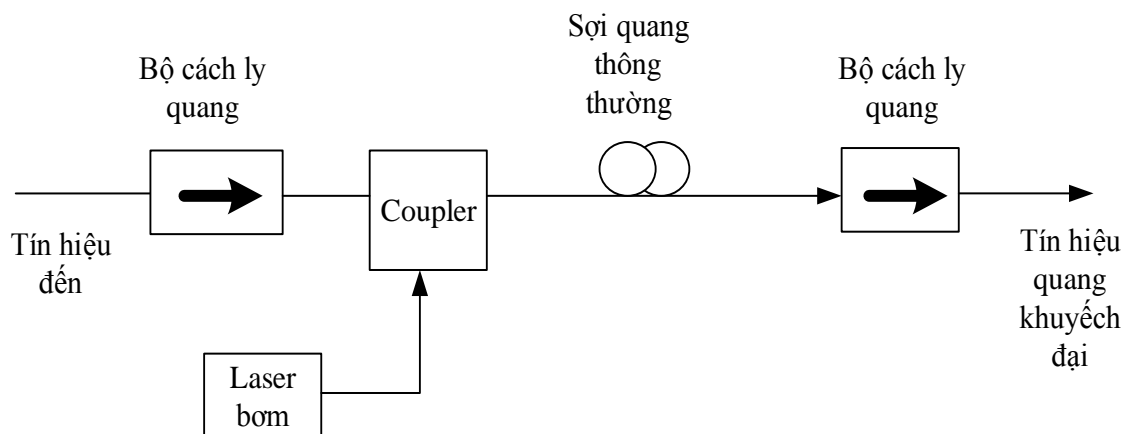 Sợi quang
thông
thường
Bộ cách ly
quang
Bộ cách ly
quang
Coupler
Tín hiệu
đến
Tín hiệu
quang
khuyếch
đại
Laser
bơm